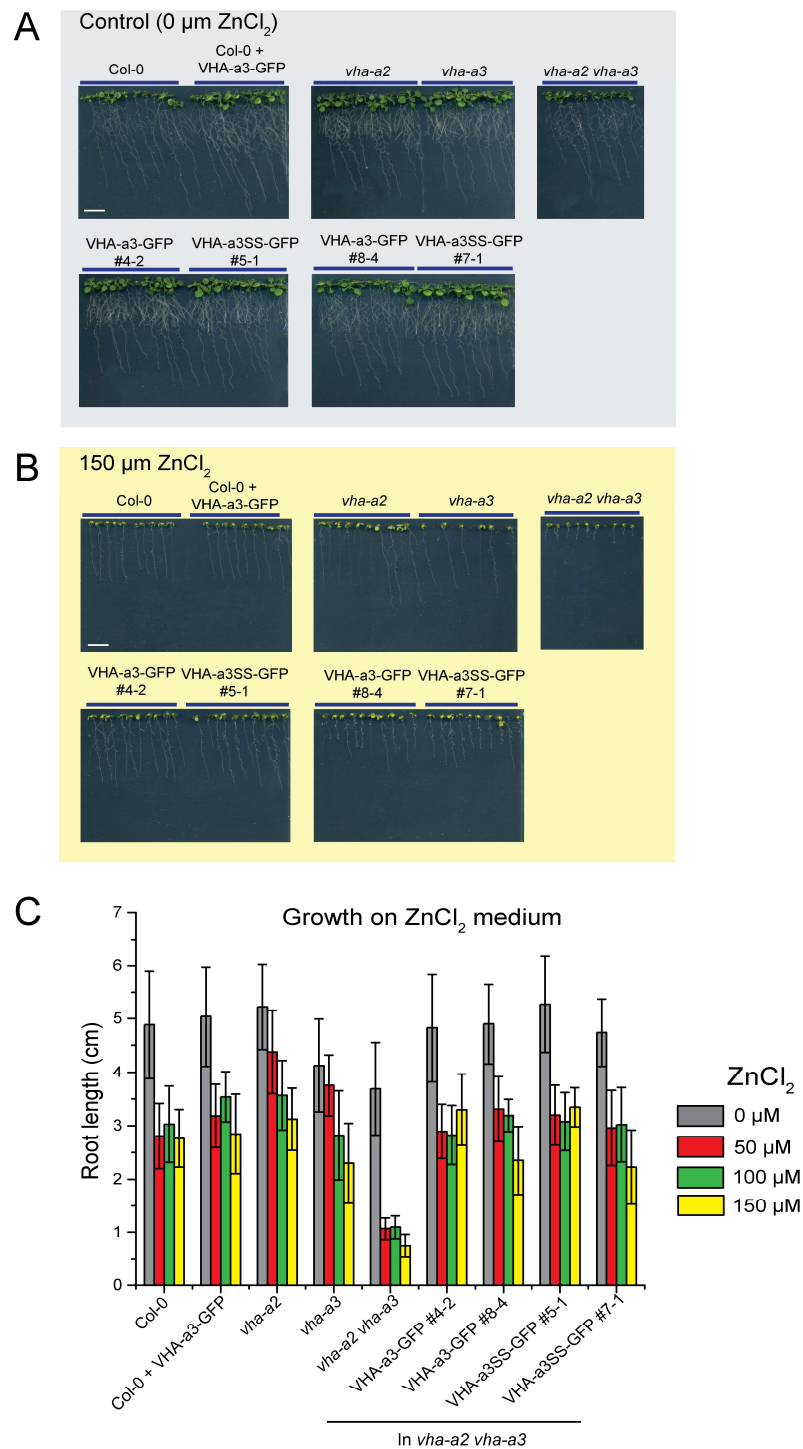 A
Control (0 µm ZnCl2)
Col-0
Col-0 +
VHA-a3-GFP
vha-a2
vha-a3
vha-a2 vha-a3
VHA-a3-GFP
#4-2
VHA-a3SS-GFP
#5-1
VHA-a3-GFP
#8-4
VHA-a3SS-GFP
#7-1
B
150 µm ZnCl2
Col-0
Col-0 +
VHA-a3-GFP
vha-a2
vha-a3
vha-a2 vha-a3
VHA-a3-GFP
#4-2
VHA-a3SS-GFP
#5-1
VHA-a3-GFP
#8-4
VHA-a3SS-GFP
#7-1
C
Growth on ZnCl2 medium
Root length (cm)
7
6
5
4
3
2
1
0
ZnCl2
0 µM
50 µM
100 µM
150 µM
Col-0
Col-0 + VHA-a3-GFP
vha-a2
vha-a3
vha-a2 vha-a3
VHA-a3-GFP #4-2
VHA-a3-GFP #8-4
VHA-a3SS-GFP #5-1
VHA-a3SS-GFP #7-1
In vha-a2 vha-a3